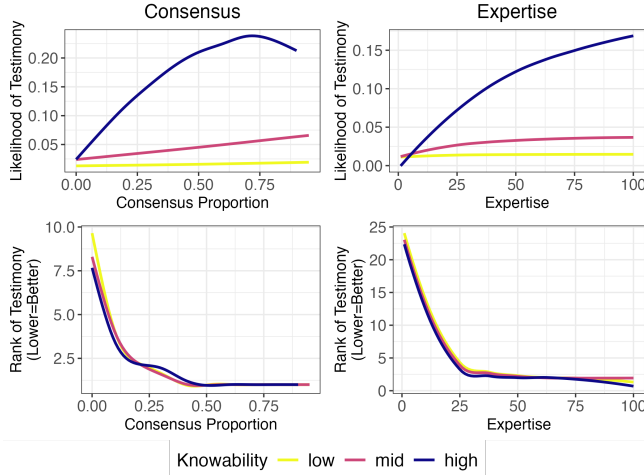 Consensus
Expertise
Likelihood of Testimony
0.20
0.15
0.10
0.05
0.00
0.25
0.50
0.75
Consensus Proportion
Likelihood of Testimony
0.15
0.10
0.05
0.00
0
25
50
75
100
Expertise
Rank of Testimony
(Lower=Better)
10.0
7.5
5.0
2.5
0.00
0.25
0.50
0.75
Consensus Proportion
Rank of Testimony
(Lower=Better)
25
20
15
10
5
0
0
25
50
75
100
Expertise
Knowability low mid high